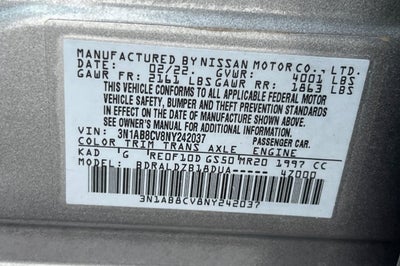 MANUFACTURED BY NISSAN MOTOR CO., LTD.
DATE: 02/22 GVWR: 4001 LBS
GAWR FR: 2161 LBS GAWR RR: 1863 LBS
THIS VEHICLE CONFORMS TO
ALL APPLICABLE FEDERAL MOTOR
VEHICLE SAFETY, BUMPER AND THEFT PREVENTION STANDARDS
IN EFFECT ON THE DATE OF MANUFACTURE SHOWN ABOVE.
SEE OWNER'S MANUAL FOR ADDITIONAL INFORMATION
VIN: 3N1AB8CV8NY242037 PASSENGER CAR.
COLOR TRIM TRANS AXLE ENGINE
KAD G RE0F10D GS50 MR20 1997 CC
MODEL: BDRALDZB18DUA----- 47000
3N1AB8CV8NY242037